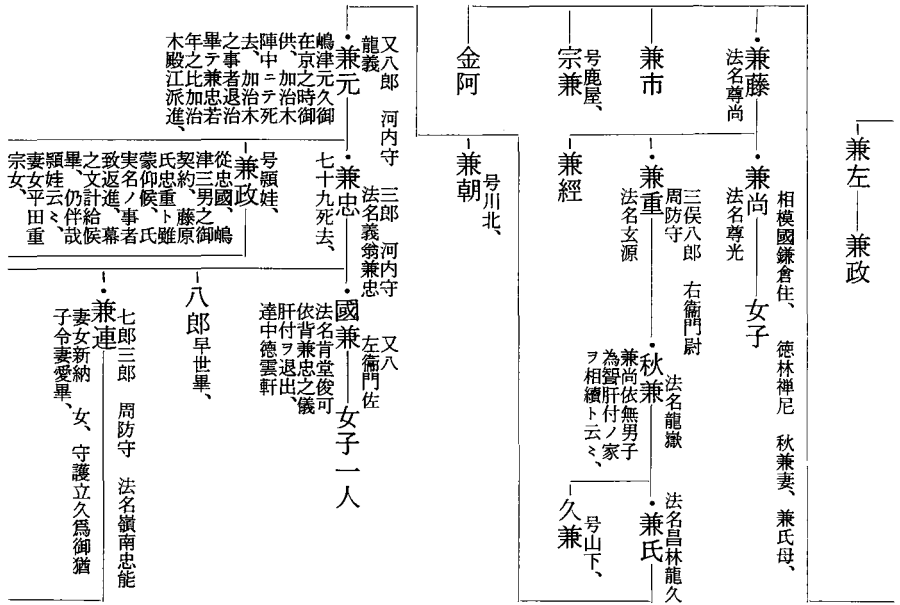 兼左
兼政
・兼藤
法名尊尚
・兼尚
法名尊光
女子
相模國鎌倉住、 徳林禅尼 秋兼妻、兼氏母、
兼市
・兼重
三俣八郎 右衞門尉
周防守
法名玄源
・秋兼
法名龍嶽
兼尚依無男子
為聟肝付ノ家
ヲ相續ト云〻、
・兼氏
法名昌林龍久
久兼
号山下、
宗兼
号鹿屋、
兼經
金阿
兼朝
号川北、
・兼元
又八郎 河内守
龍義
嶋津元久御
在京之時御
供、加治木
陣中ニテ死
去、加治木
之事者退治
畢テ兼忠若
年之比加治
木殿江派進、
・兼忠
三郎 河内守
法名義翁兼忠
七十九死去、
・國兼
又八
左衞門佐
法名肯堂俊可
依背兼忠之儀
肝付ヲ退出、
達中德雲軒
女子一人
兼政
号頴娃、
從忠國、嶋
津三男之御
契約、藤原
氏忠重ト雖
蒙仰候、氏
実名ノ事者
致返進、幕
之文計給候
畢、仍伴哉
頴娃云〻、
妻女平田重
宗女、
八郎
早世畢、
・兼連
七郎三郎 周防守 法名嶺南忠能
妻女新納 女、守護立久爲御猶
子令妻愛畢、